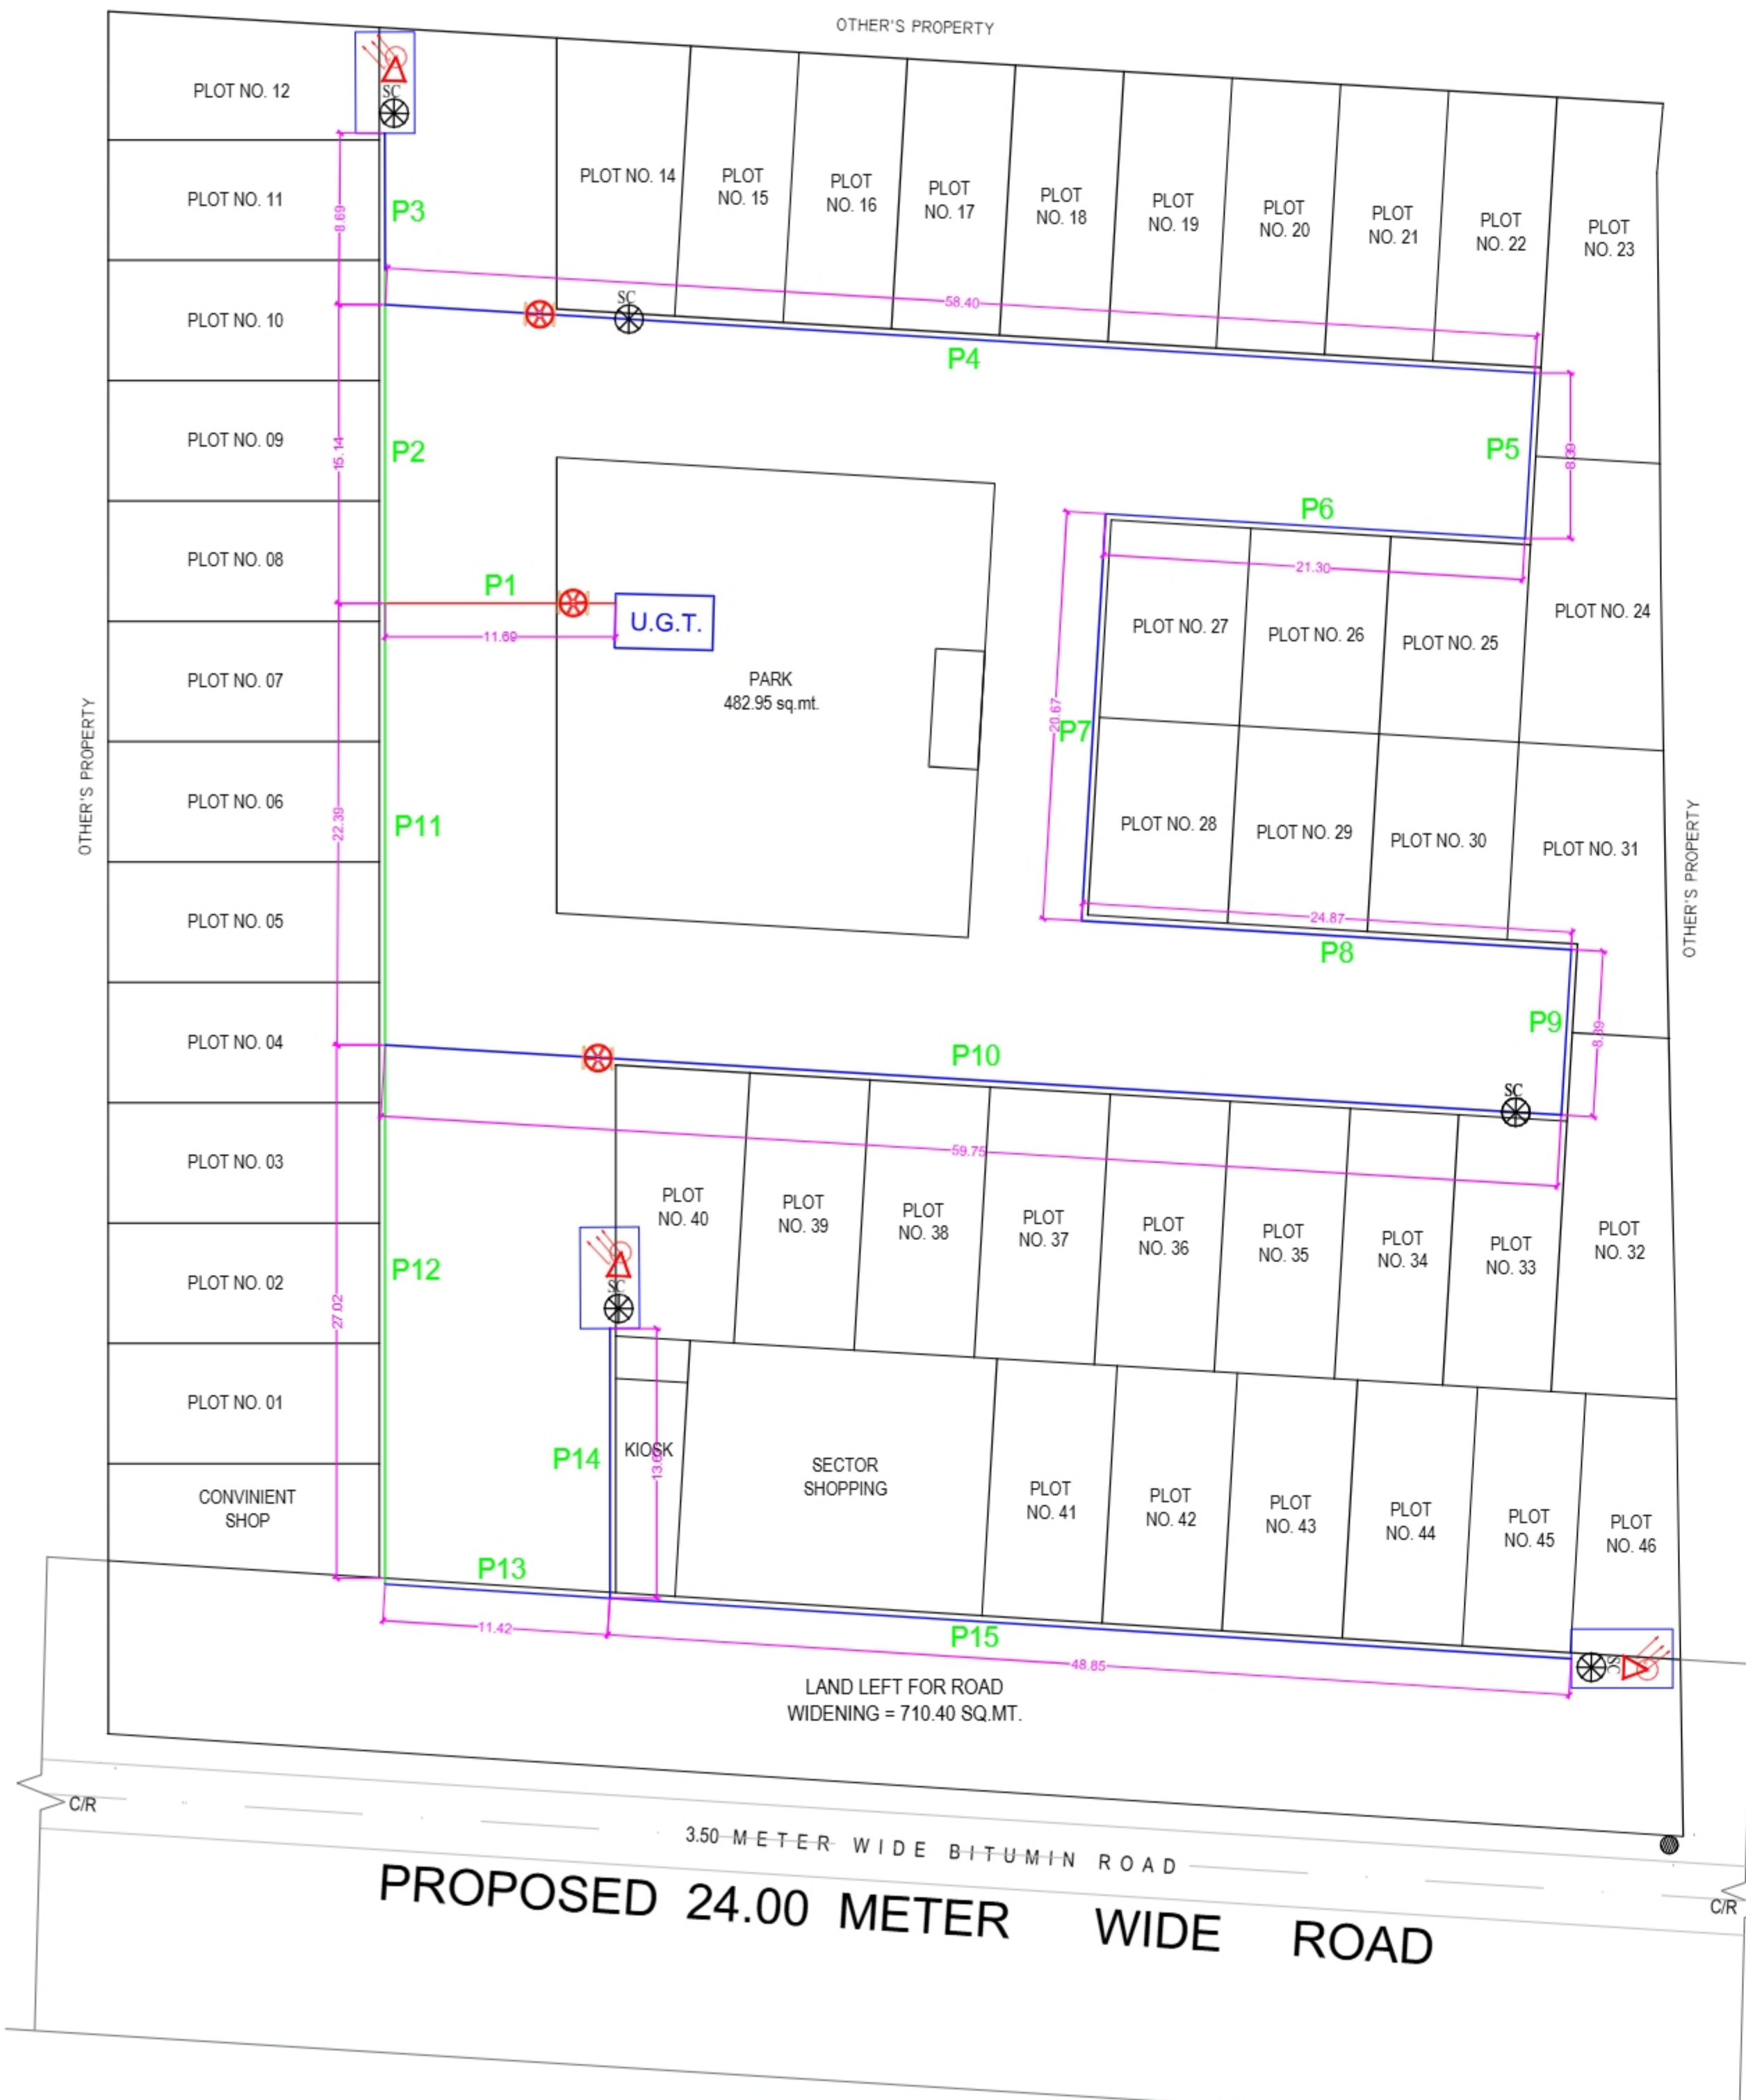 OTHER'S PROPERTY
PLOT NO. 12
SC
PLOT NO. 11
P3
8.69
PLOT NO. 14
PLOT
NO. 15
PLOT
NO. 16
PLOT
NO. 17
PLOT
NO. 18
PLOT
NO. 19
PLOT
NO. 20
PLOT
NO. 21
PLOT
NO. 22
PLOT
NO. 23
PLOT NO. 10
SC
58.40
P4
PLOT NO. 09
15.14
P2
P5
8.39
P6
21.30
PLOT NO. 08
P1
11.69
U.G.T.
PLOT NO. 27
PLOT NO. 26
PLOT NO. 25
PLOT NO. 24
PLOT NO. 07
PARK
482.95 sq.mt.
20.67
P7
OTHER'S PROPERTY
PLOT NO. 06
22.39
P11
PLOT NO. 28
PLOT NO. 29
PLOT NO. 30
PLOT NO. 31
OTHER'S PROPERTY
PLOT NO. 05
24.87
P8
PLOT NO. 04
P10
P9
8.39
SC
PLOT NO. 03
59.75
PLOT
NO. 40
PLOT
NO. 39
PLOT
NO. 38
PLOT
NO. 37
PLOT
NO. 36
PLOT
NO. 35
PLOT
NO. 34
PLOT
NO. 33
PLOT
NO. 32
PLOT NO. 02
27.02
P12
SC
PLOT NO. 01
P14
KIOSK
SECTOR
SHOPPING
PLOT
NO. 41
PLOT
NO. 42
PLOT
NO. 43
PLOT
NO. 44
PLOT
NO. 45
PLOT
NO. 46
CONVINIENT
SHOP
P13
11.42
P15
48.85
SC
LAND LEFT FOR ROAD
WIDENING = 710.40 SQ.MT.
C/R
3.50 METER WIDE BITUMIN ROAD
C/R
PROPOSED 24.00 METER WIDE ROAD